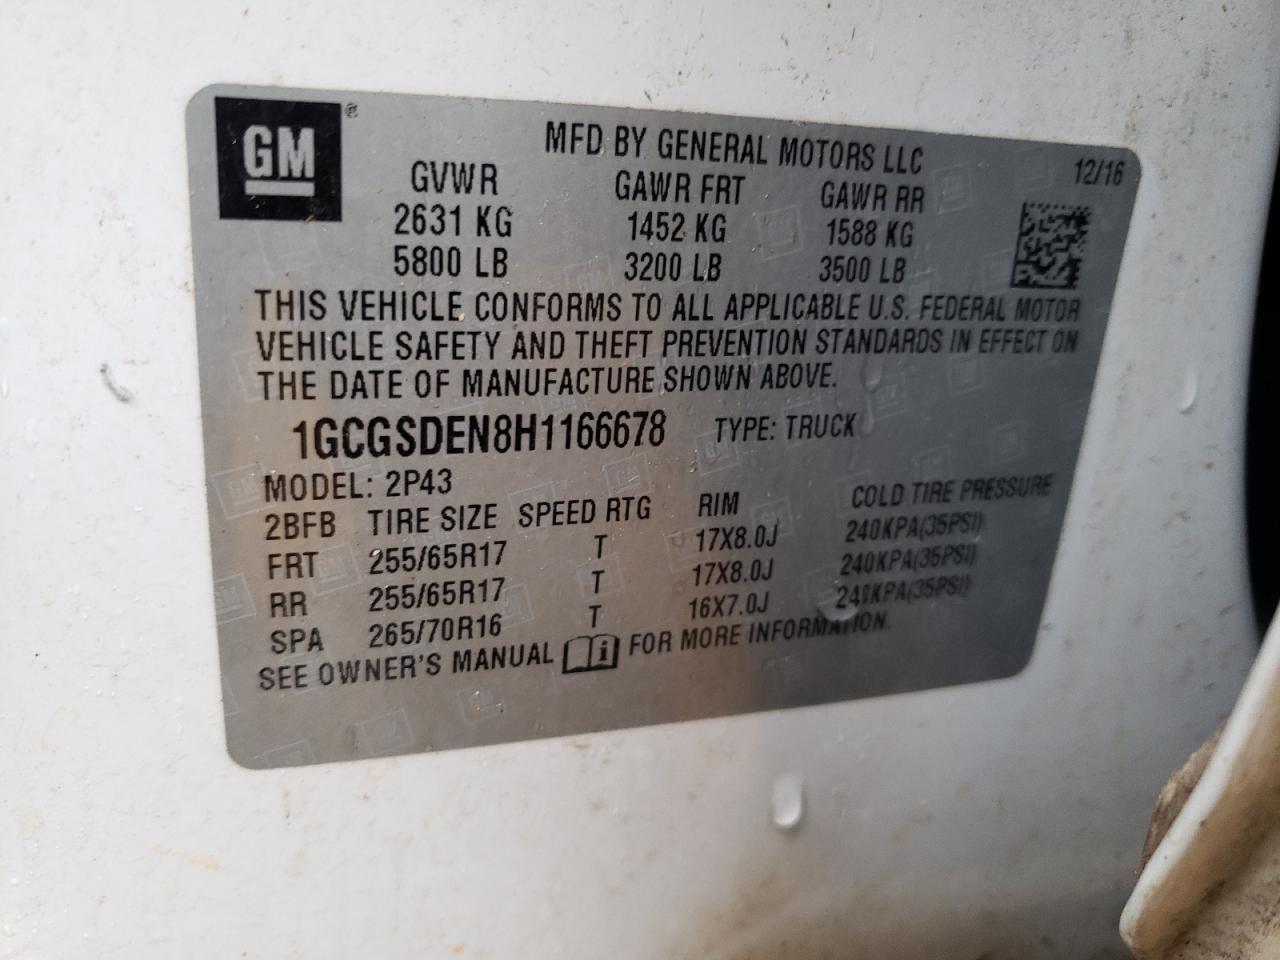 GM ®
MFD BY GENERAL MOTORS LLC 12/16
GVWR GAWR FRT GAWR RR
2631 KG 1452 KG 1588 KG
5800 LB 3200 LB 3500 LB
THIS VEHICLE CONFORMS TO ALL APPLICABLE U.S. FEDERAL MOTOR
VEHICLE SAFETY AND THEFT PREVENTION STANDARDS IN EFFECT ON
THE DATE OF MANUFACTURE SHOWN ABOVE.
1GCGSDEN8H1166678 TYPE: TRUCK
MODEL: 2P43
2BFB TIRE SIZE SPEED RTG RIM COLD TIRE PRESSURE
FRT 255/65R17 T 17X8.0J 240KPA(35PSI)
RR 255/65R17 T 17X8.0J 240KPA(35PSI)
SPA 265/70R16 T 16X7.0J 240KPA(35PSI)
SEE OWNER'S MANUAL FOR MORE INFORMATION.